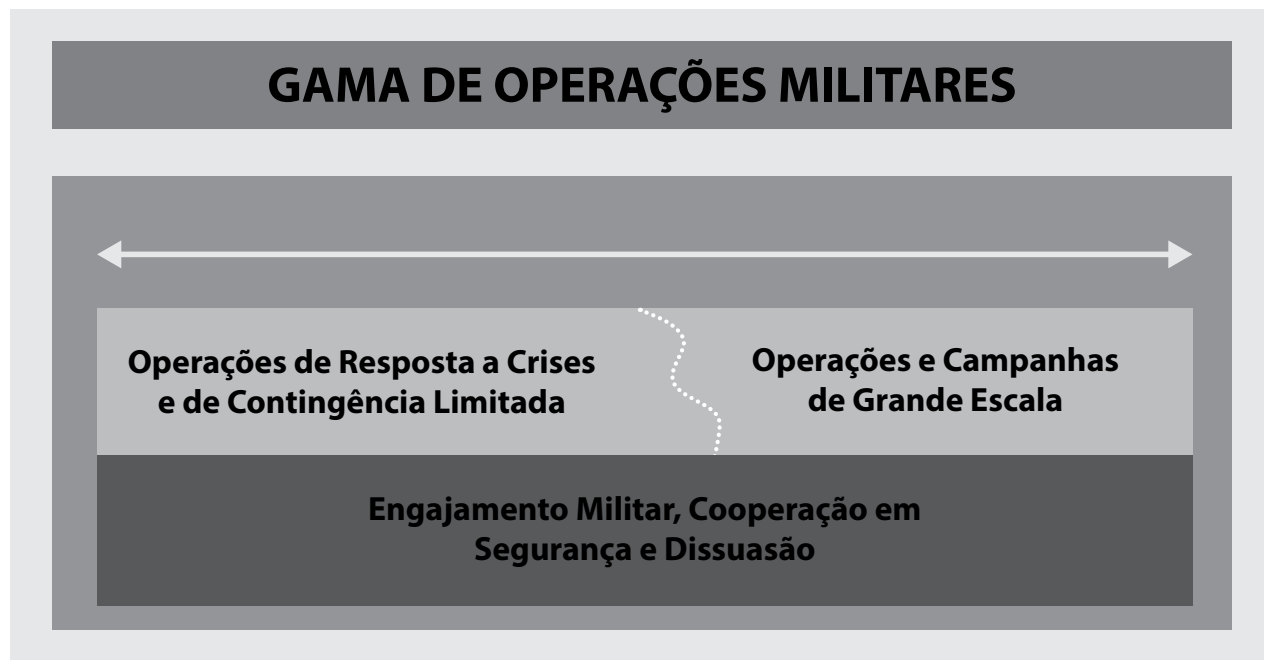 GAMA DE OPERAÇÕES MILITARES
Operações de Resposta a Crises
e de Contingência Limitada
Operações e Campanhas
de Grande Escala
Engajamento Militar, Cooperação em
Segurança e Dissuasão